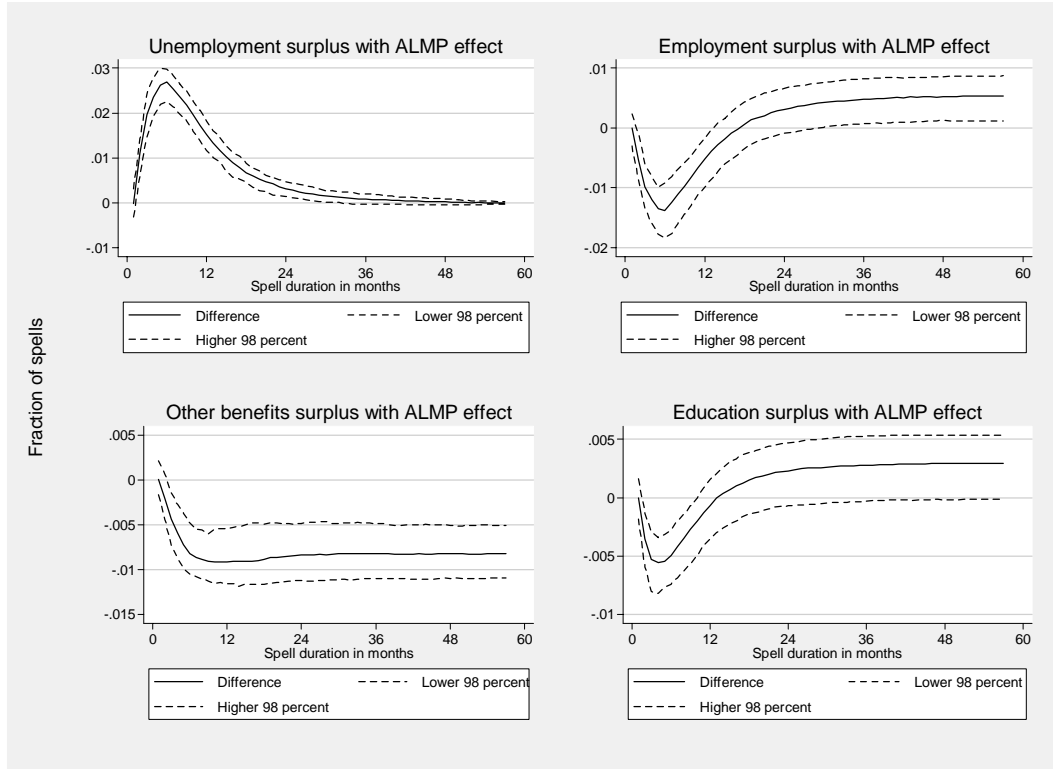 Fraction of spells
Unemployment surplus with ALMP effect
.03
.02
.01
0
-.01
0 12 24 36 48 60
Spell duration in months
Difference Lower 98 percent
Higher 98 percent
Employment surplus with ALMP effect
.01
0
-.01
-.02
0 12 24 36 48 60
Spell duration in months
Difference Lower 98 percent
Higher 98 percent
Other benefits surplus with ALMP effect
.005
0
-.005
-.01
-.015
0 12 24 36 48 60
Spell duration in months
Difference Lower 98 percent
Higher 98 percent
Education surplus with ALMP effect
.005
0
-.005
-.01
0 12 24 36 48 60
Spell duration in months
Difference Lower 98 percent
Higher 98 percent